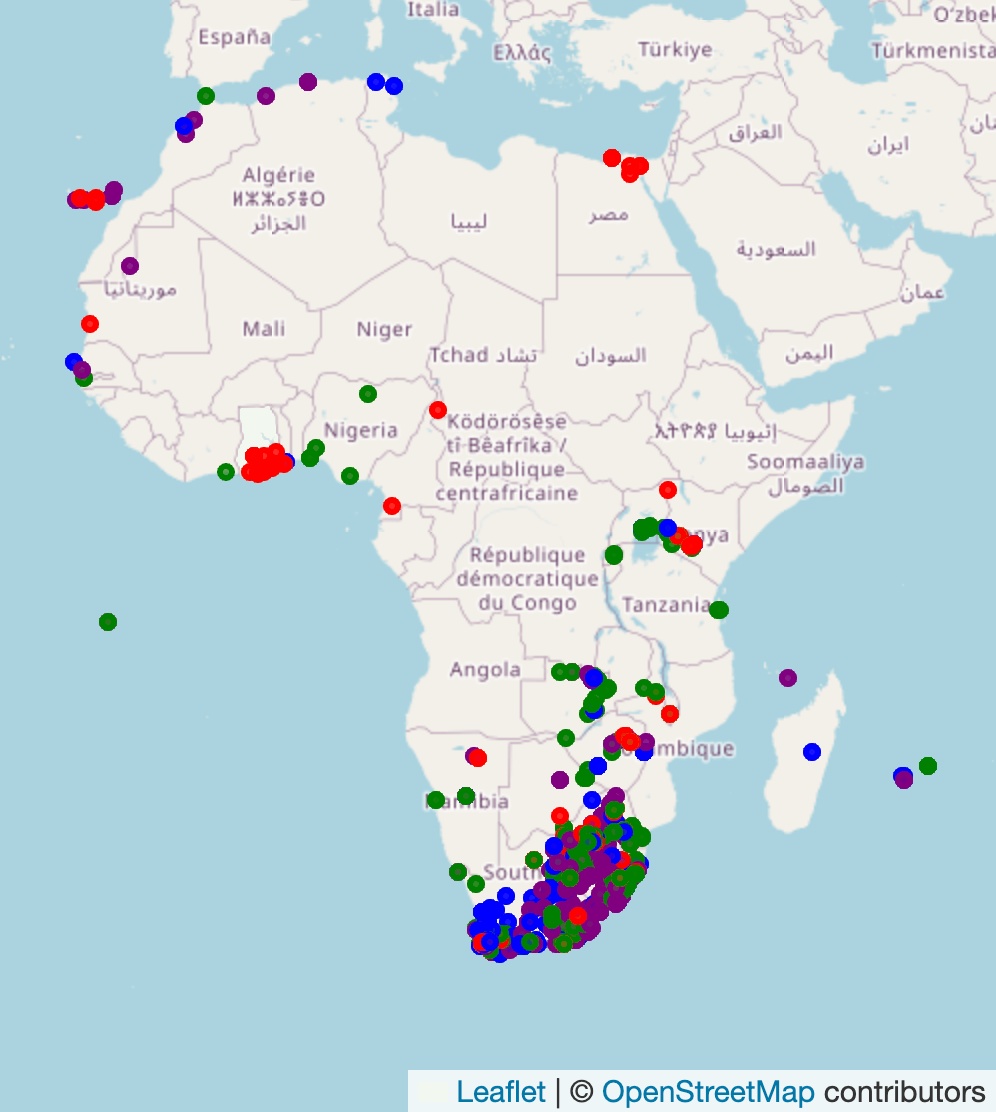 Italia
O'zbek
España
Ελλάς
Türkiye
Türkmenista
العراق
ایران
Algérie
ⵍⵣⵣⴰⵢⴻⵔ
الجزائر
ليبيا
مصر
السعودية
عمان
موريتانيا
Mali
Niger
Tchad تشاد
السودان
اليمن
Nigeria
Ködörösêse
tî Bêafrîka /
République
centrafricaine
ኢትዮጵያ
Soomaaliya
الصومال
nya
République
démocratique
du Congo
Tanzania
Angola
mbique
Namibia
South
Leaflet | © OpenStreetMap contributors